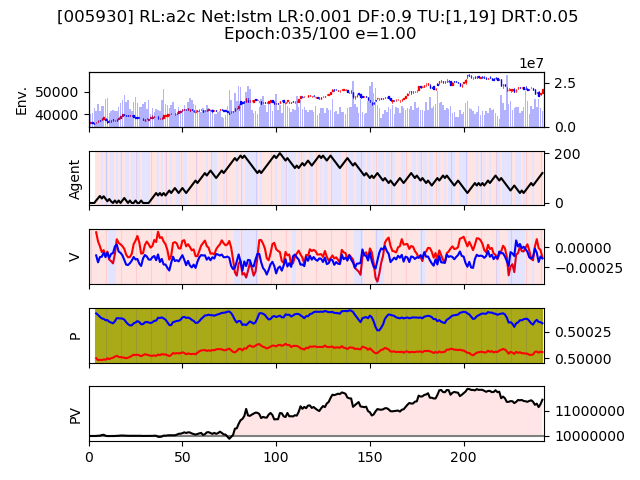 [005930] RL:a2c Net:lstm LR:0.001 DF:0.9 TU:[1,19] DRT:0.05
Epoch:035/100 e=1.00
1e7
Env.
50000
40000
2.5
0.0
Agent
200
0
V
0.00000
−0.00025
P
0.50025
0.50000
PV
11000000
10000000
0 50 100 150 200